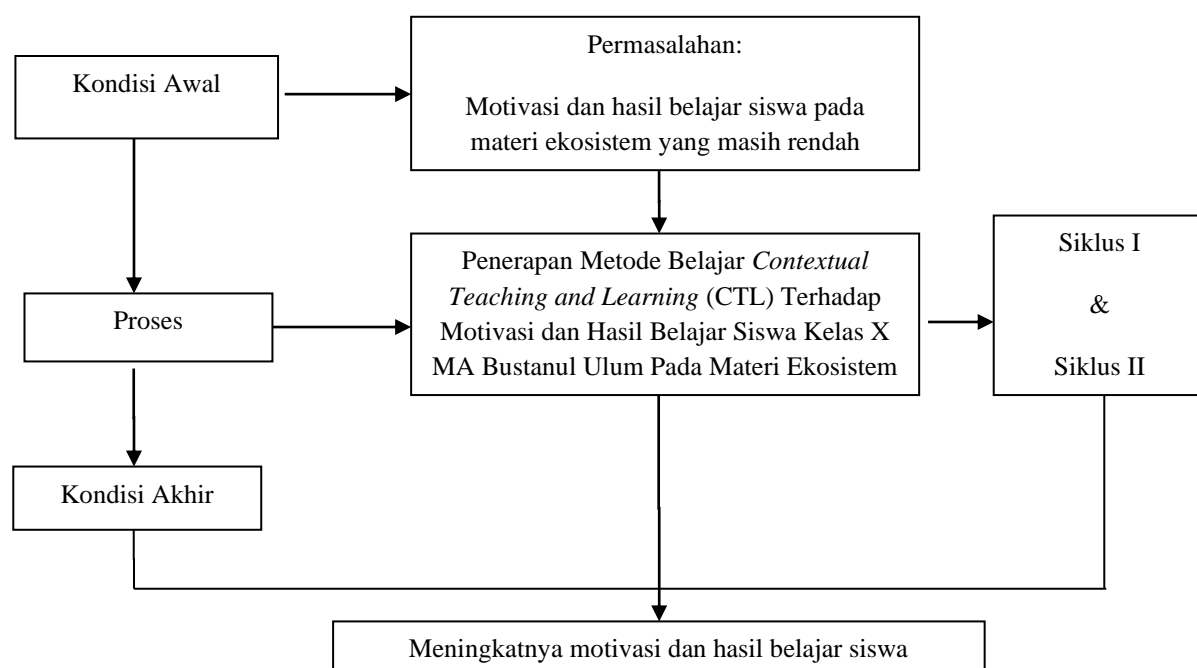 Kondisi Awal
Permasalahan:
Motivasi dan hasil belajar siswa pada
materi ekosistem yang masih rendah
Proses
Penerapan Metode Belajar Contextual
Teaching and Learning (CTL) Terhadap
Motivasi dan Hasil Belajar Siswa Kelas X
MA Bustanul Ulum Pada Materi Ekosistem
Siklus I
&
Siklus II
Kondisi Akhir
Meningkatnya motivasi dan hasil belajar siswa